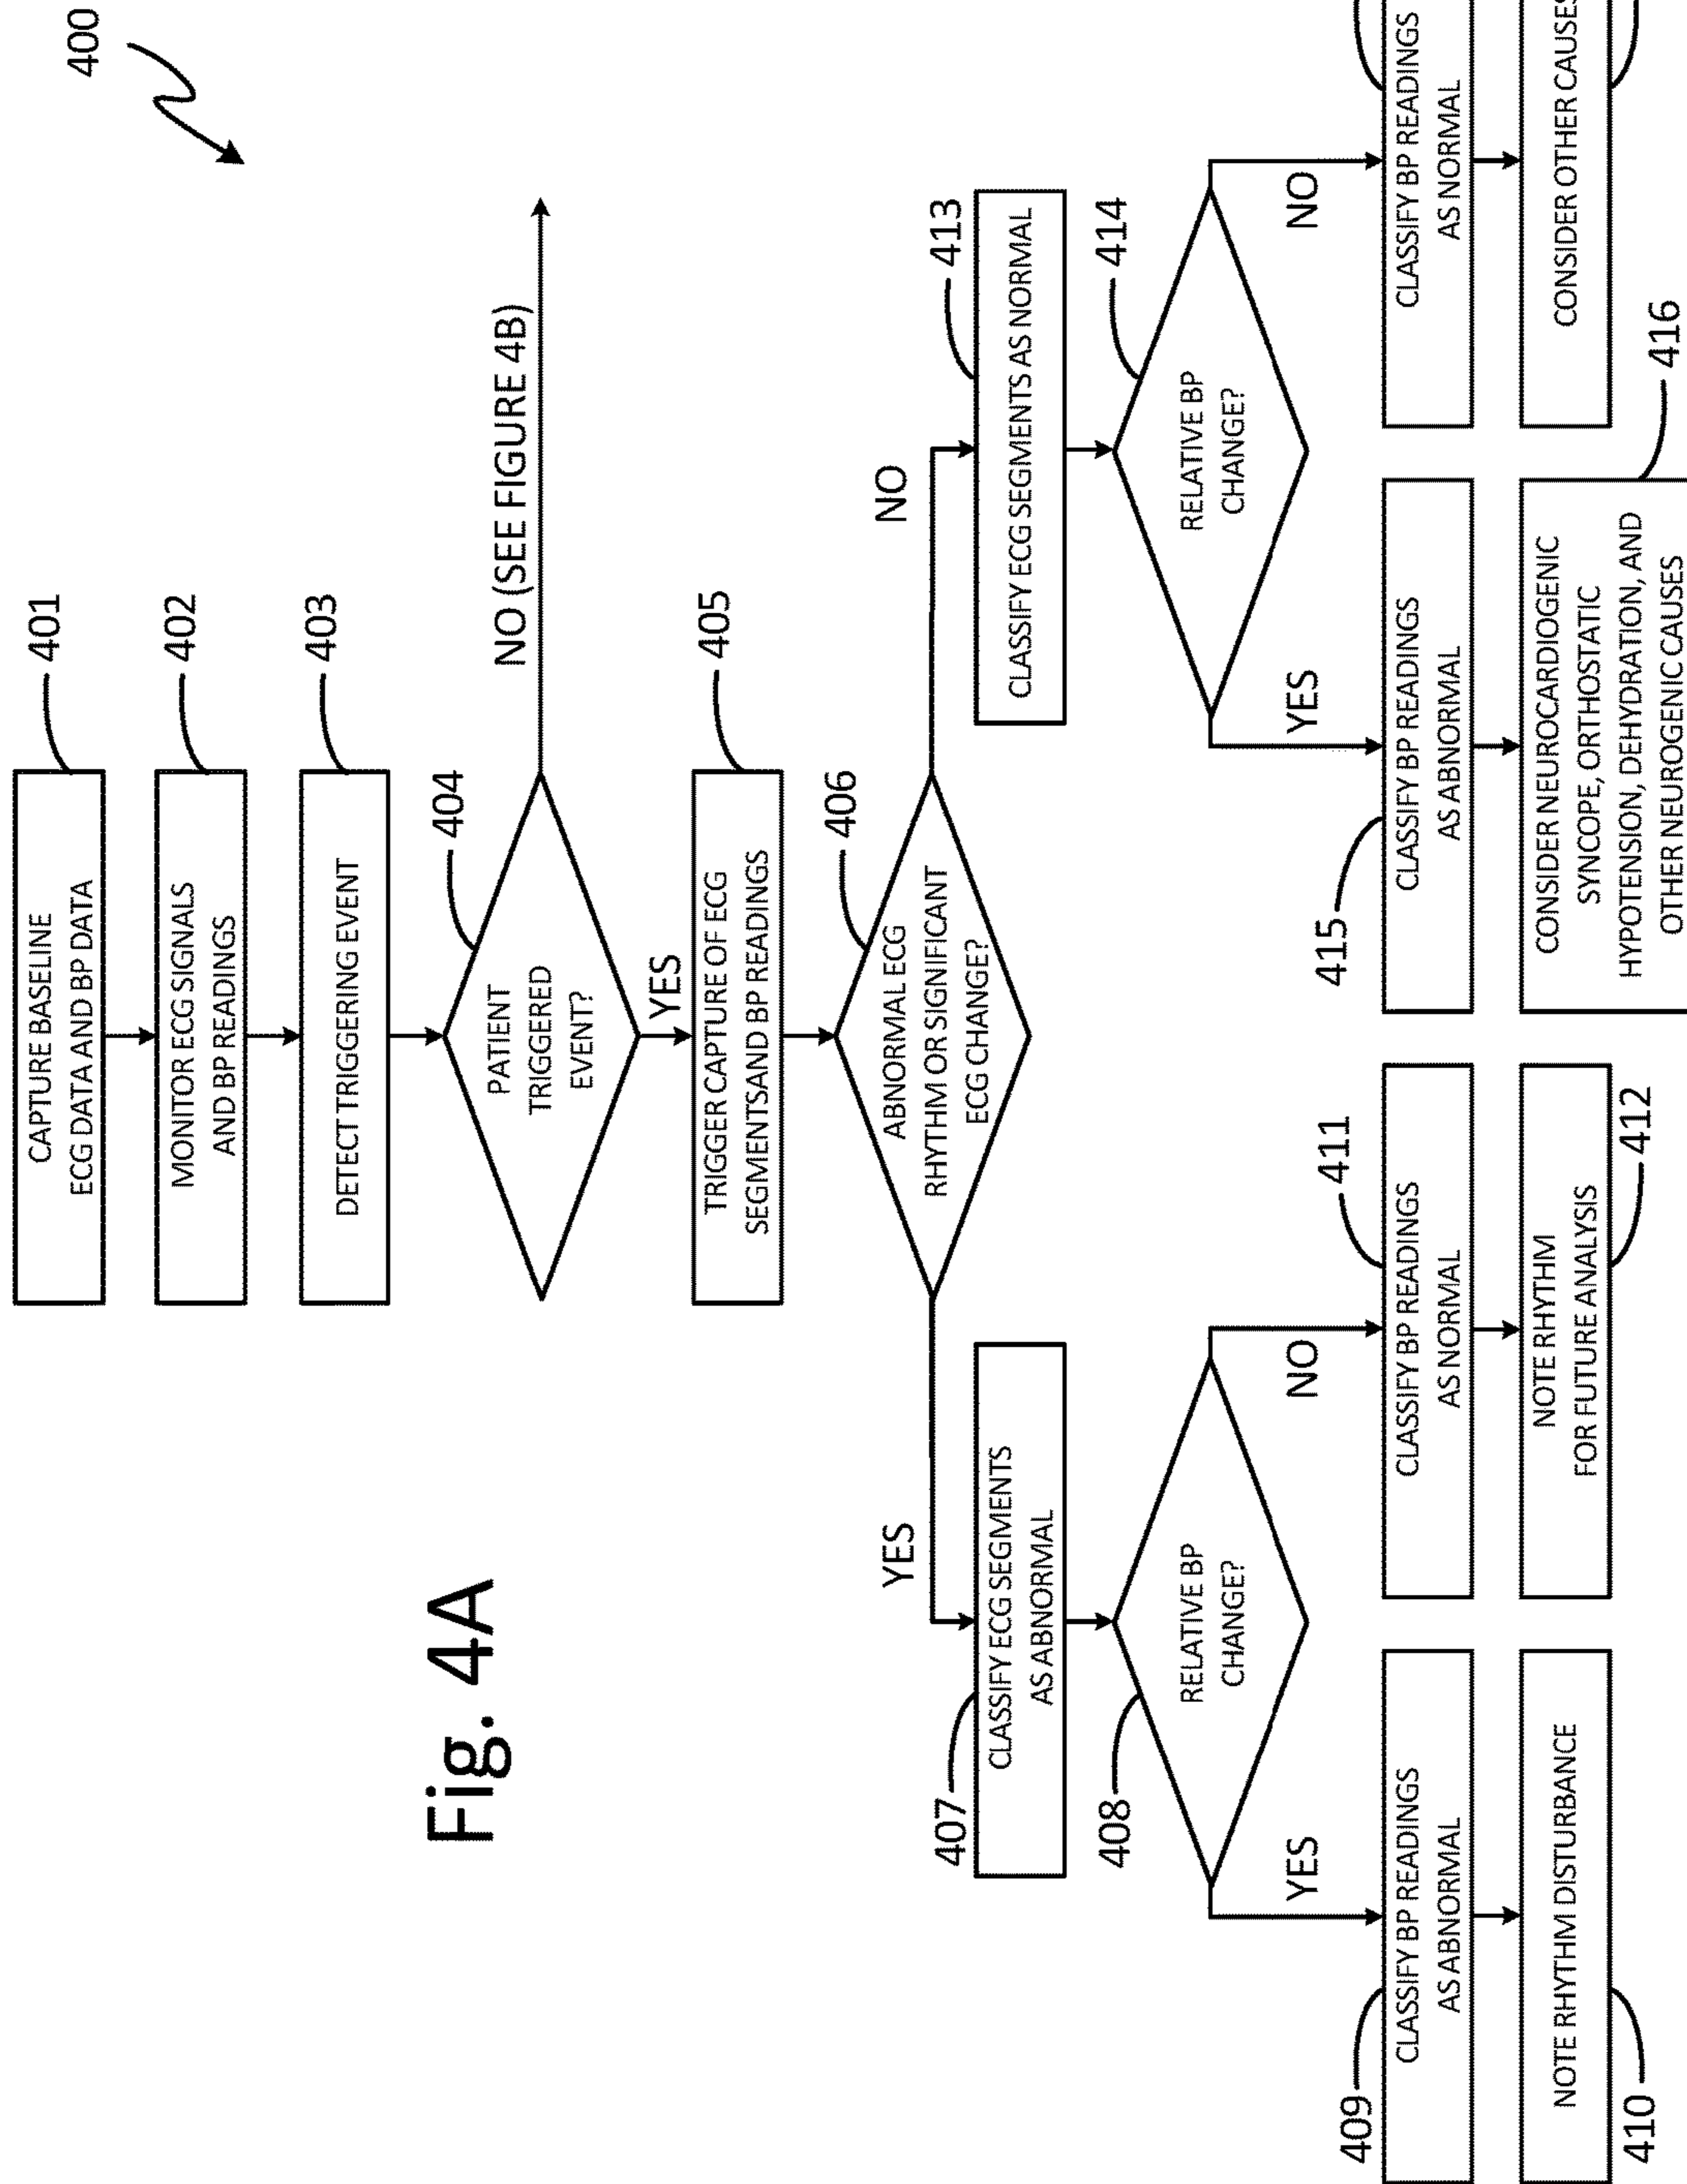 400
Fig. 4A
CAPTURE BASELINE
ECG DATA AND BP DATA
401
MONITOR ECG SIGNALS
AND BP READINGS
402
DETECT TRIGGERING EVENT
403
PATIENT
TRIGGERED
EVENT?
404
NO (SEE FIGURE 4B)
YES
TRIGGER CAPTURE OF ECG
SEGMENTSAND BP READINGS
405
ABNORMAL ECG
RHYTHM OR SIGNIFICANT
ECG CHANGE?
406
YES
NO
407
CLASSIFY ECG SEGMENTS
AS ABNORMAL
408
RELATIVE BP
CHANGE?
YES
NO
409
CLASSIFY BP READINGS
AS ABNORMAL
410
NOTE RHYTHM DISTURBANCE
411
CLASSIFY BP READINGS
AS NORMAL
412
NOTE RHYTHM
FOR FUTURE ANALYSIS
413
CLASSIFY ECG SEGMENTS AS NORMAL
414
RELATIVE BP
CHANGE?
YES
NO
415
CLASSIFY BP READINGS
AS ABNORMAL
416
CONSIDER NEUROCARDIOGENIC
SYNCOPE, ORTHOSTATIC
HYPOTENSION, DEHYDRATION, AND
OTHER NEUROGENIC CAUSES
CLASSIFY BP READINGS
AS NORMAL
CONSIDER OTHER CAUSES